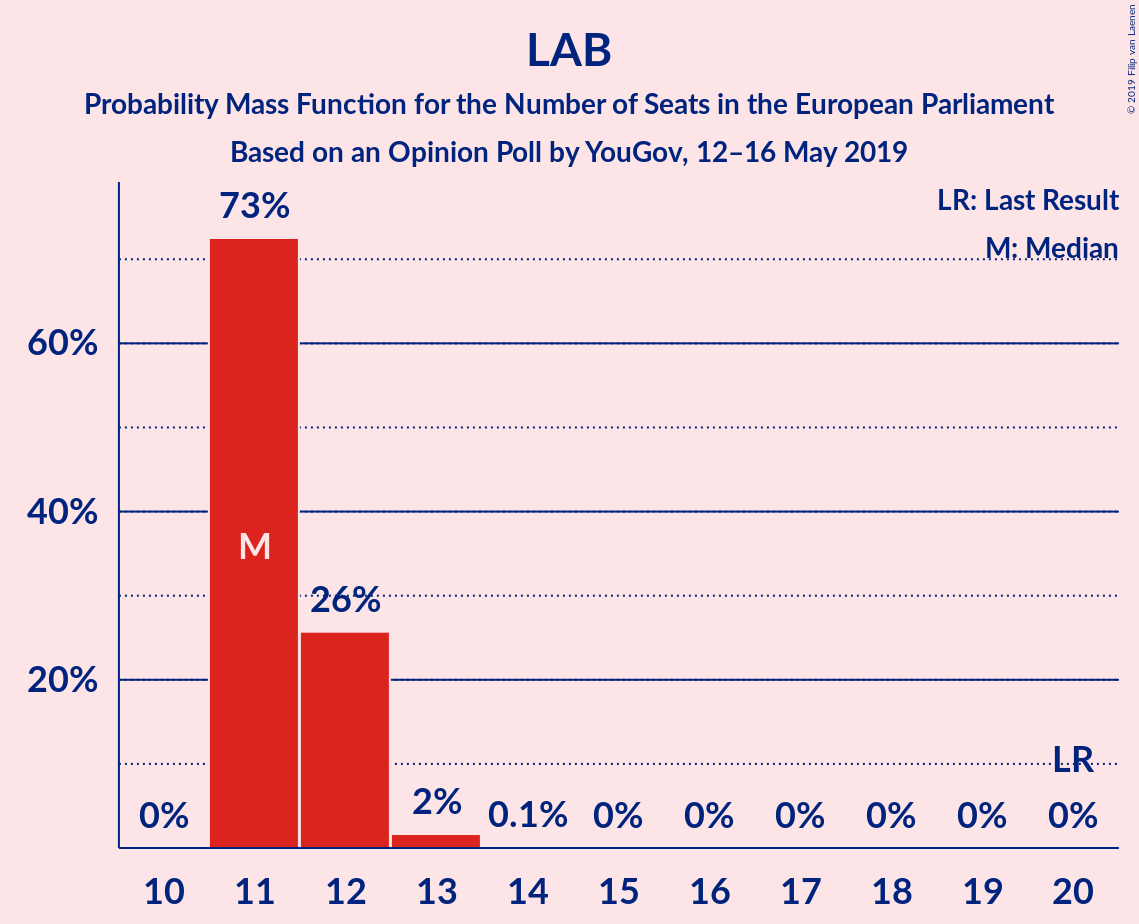 LAB
Probability Mass Function for the Number of Seats in the European Parliament
Based on an Opinion Poll by YouGov, 12–16 May 2019
© 2019 Filip van Laenen
LR: Last Result
M: Median
73%
60%
40%
M
26%
20%
LR
0%
2%
0.1%
0%
0%
0%
0%
0%
0%
10 11 12 13 14 15 16 17 18 19 20